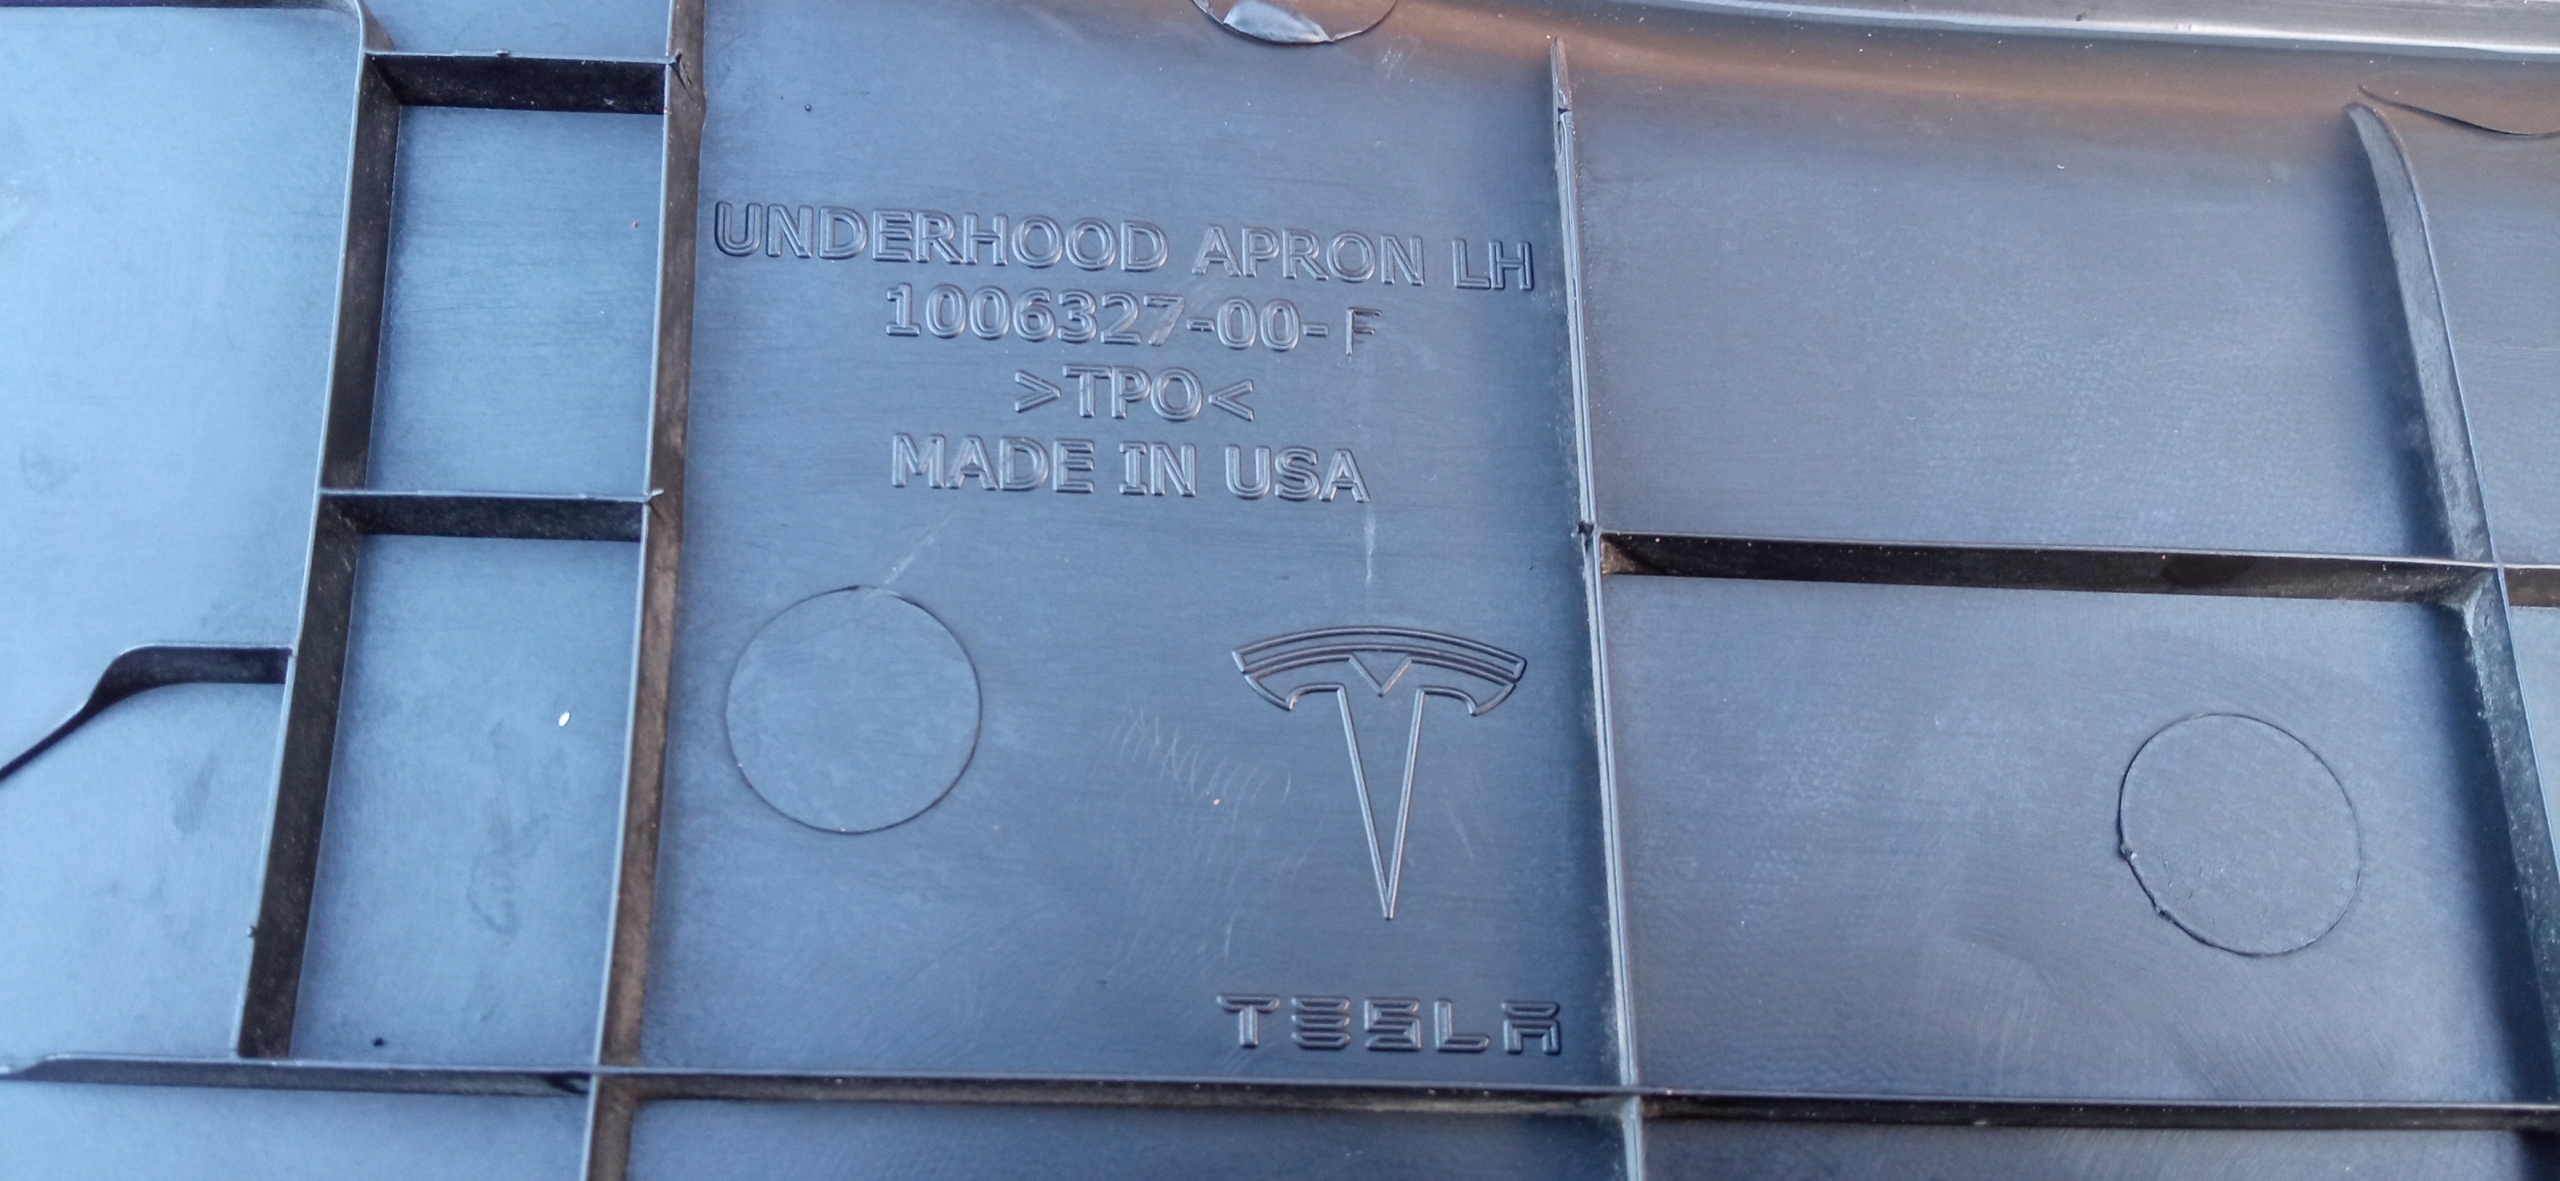 UNDERHOOD APRON LH
1006327-00-F
>TPO<
MADE IN USA
TESLA